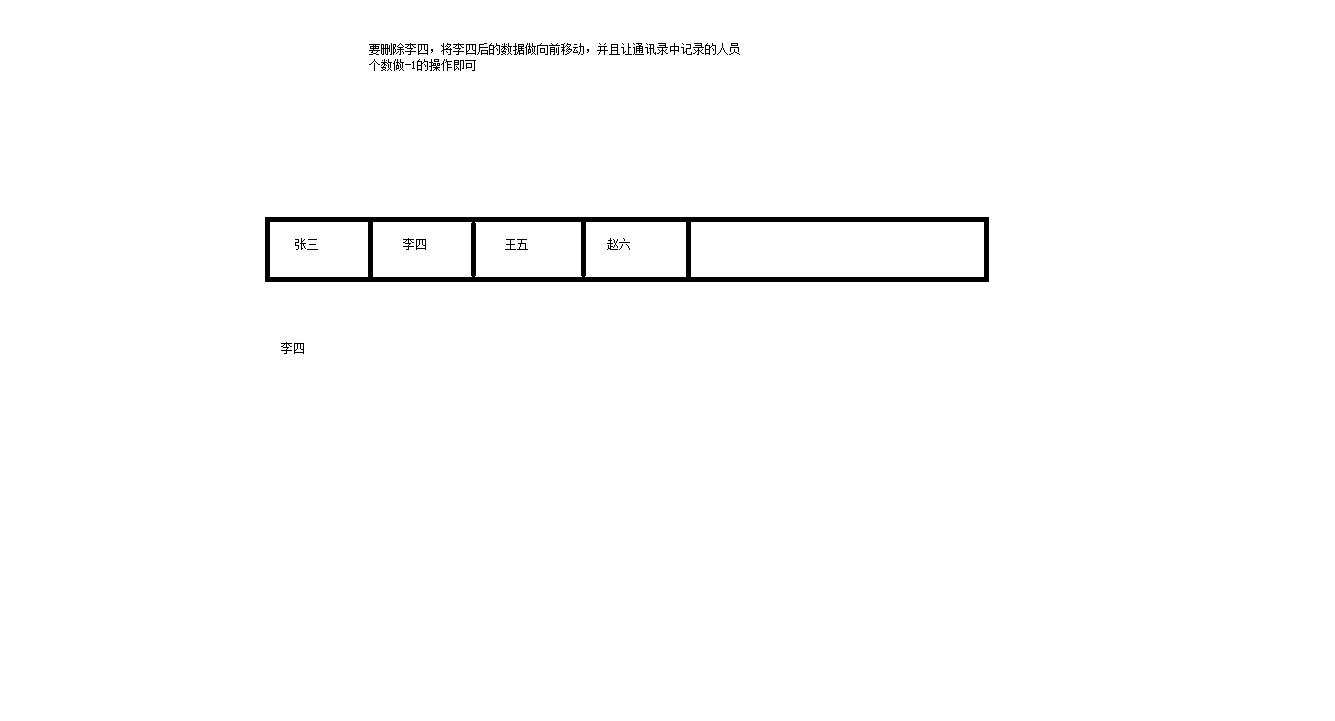 要删除李四，将李四后的数据做向前移动，并且让通讯录中记录的人员
个数做-1的操作即可
张三 李四 王五 赵六
李四